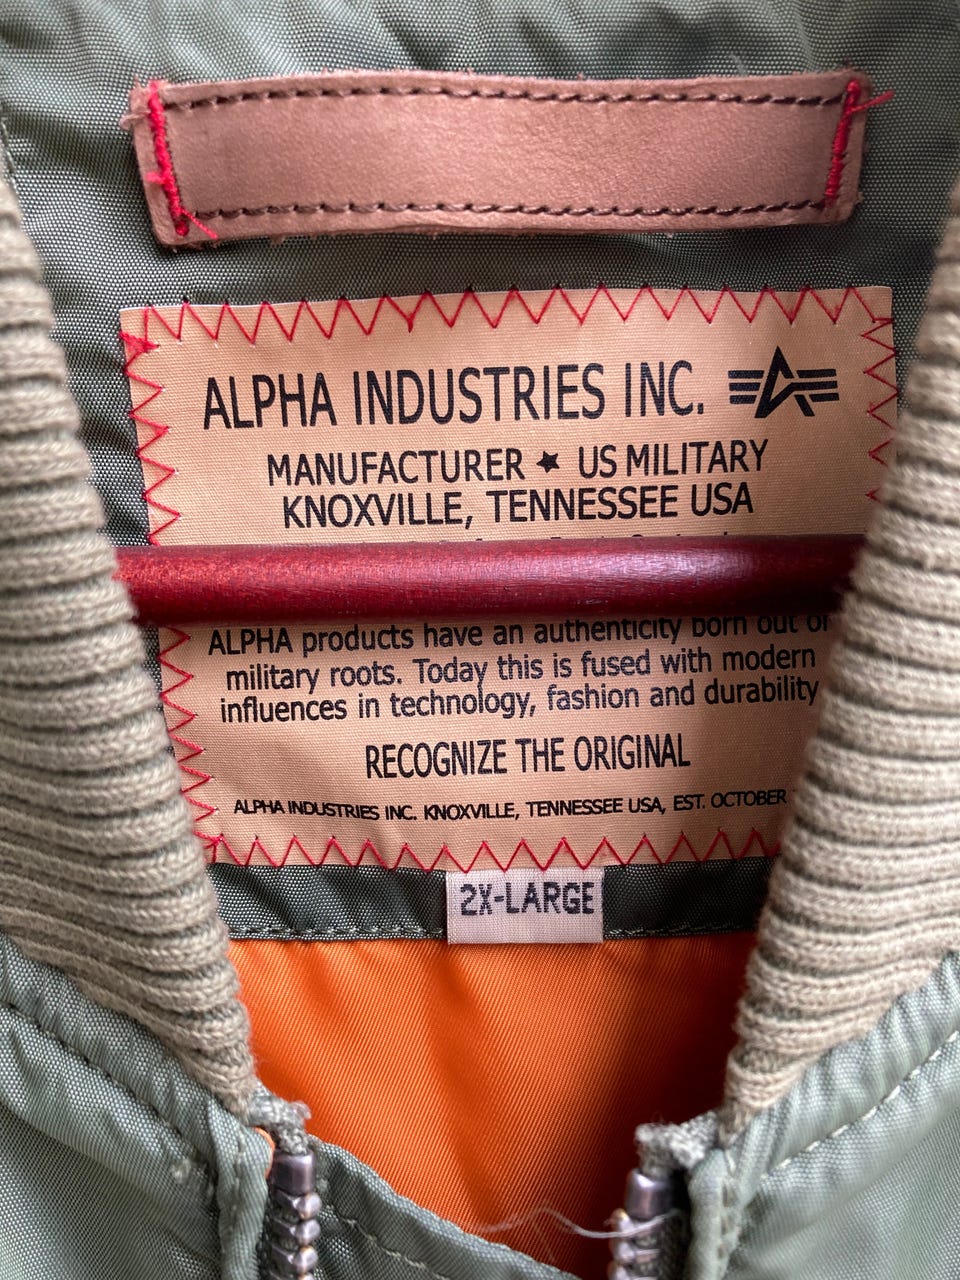 ALPHA INDUSTRIES INC.
MANUFACTURER ★ US MILITARY
KNOXVILLE, TENNESSEE USA
ALPHA products have an authenticity born out of
military roots. Today this is fused with modern
influences in technology, fashion and durability
RECOGNIZE THE ORIGINAL
ALPHA INDUSTRIES INC. KNOXVILLE, TENNESSEE USA, EST. OCTOBER
2X-LARGE